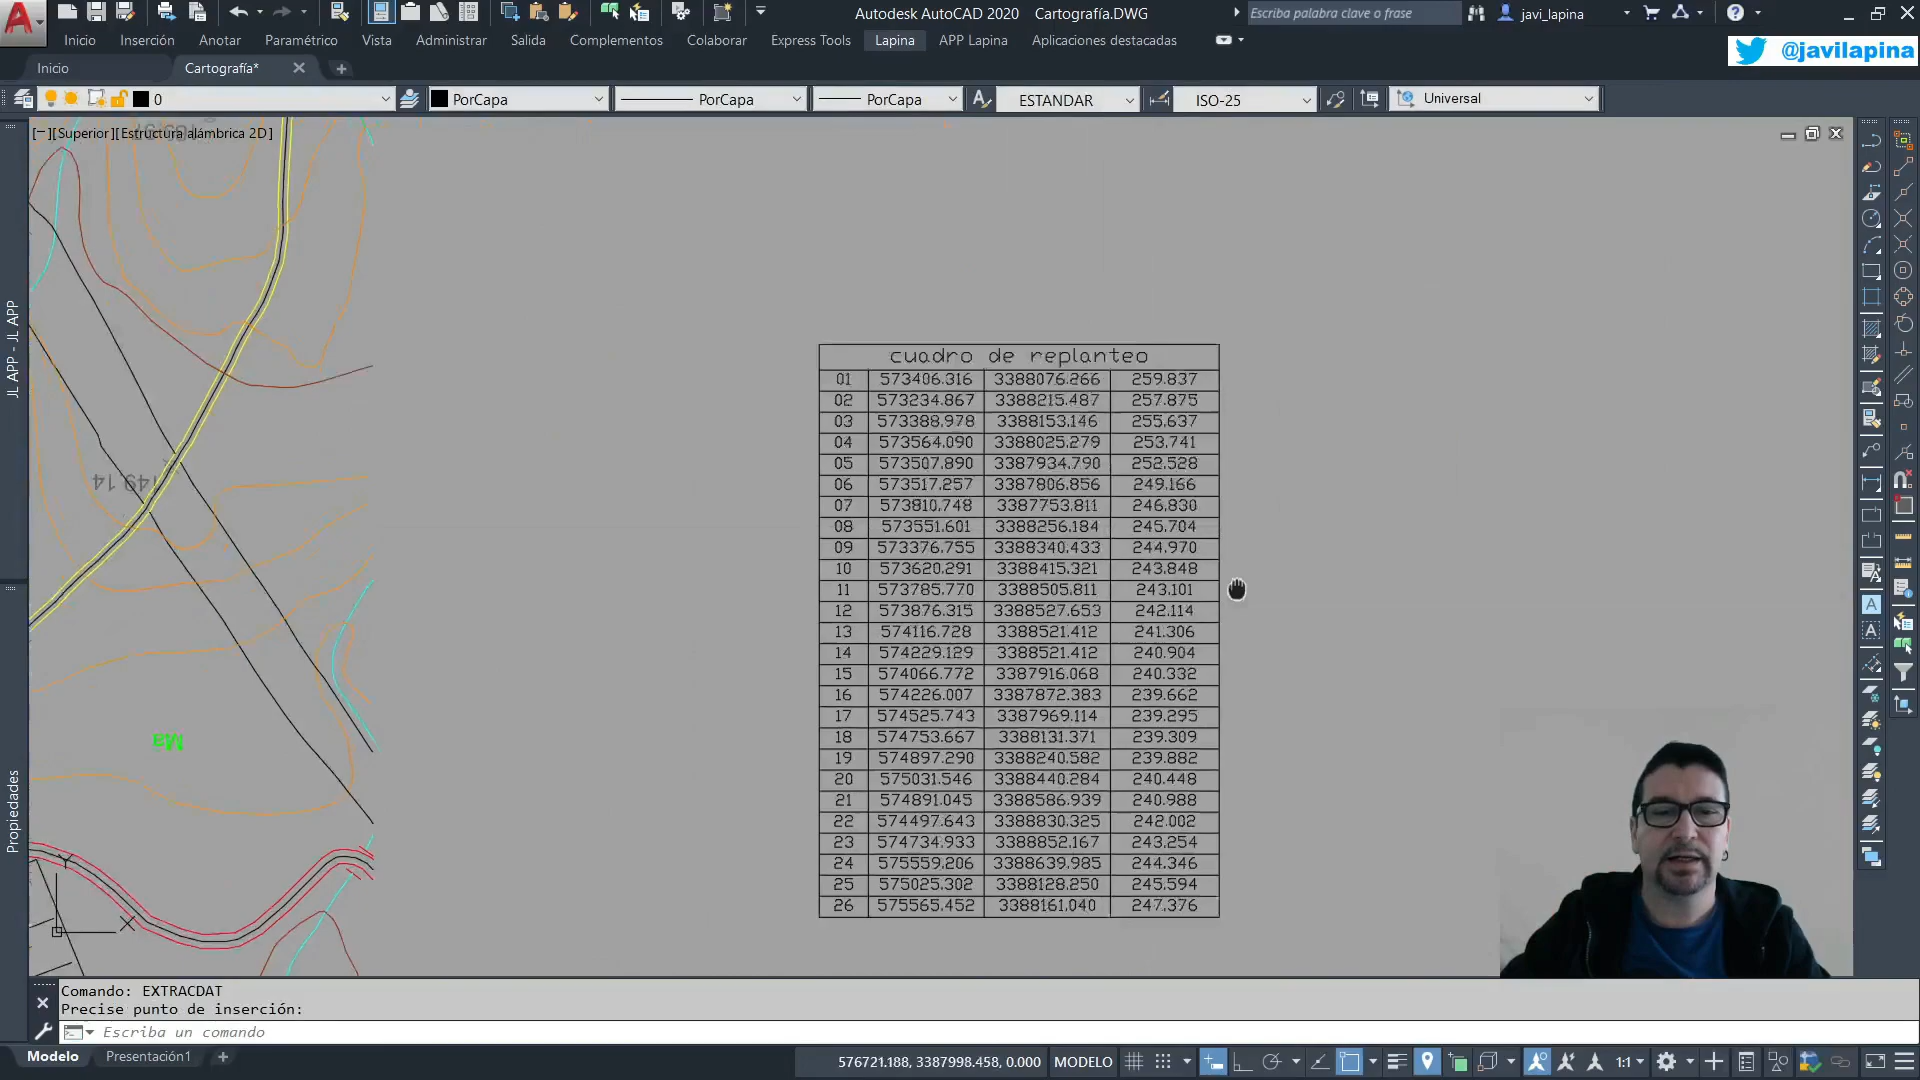 Autodesk AutoCAD 2020 Cartografía.DWG
Escriba palabra clave o frase
javi_lapina
Inicio Inserción Anotar Paramétrico Vista Administrar Salida Complementos Colaborar Express Tools Lapina APP Lapina Aplicaciones destacadas
@javilapina
Inicio Cartografía*
0 PorCapa PorCapa PorCapa ESTANDAR ISO-25 Universal
[−][Superior][Estructura alámbrica 2D]
JL APP - JL APP
Propiedades
149 14
Ma
cuadro de replanteo
01 573406.316 3388076.266 259.837
02 573234.867 3388215.487 257.875
03 573388.978 3388153.146 255.637
04 573564.090 3388025.279 253.741
05 573507.890 3387934.790 252.528
06 573517.257 3387806.856 249.166
07 573810.748 3387753.811 246.830
08 573551.601 3388256.184 245.704
09 573376.755 3388340.433 244.970
10 573620.291 3388415.321 243.848
11 573785.770 3388505.811 243.101
12 573876.315 3388527.653 242.114
13 574116.728 3388521.412 241.306
14 574229.129 3388521.412 240.904
15 574066.772 3387916.068 240.332
16 574226.007 3387872.383 239.662
17 574525.743 3387969.114 239.295
18 574753.667 3388131.371 239.309
19 574897.290 3388240.582 239.882
20 575031.546 3388440.284 240.448
21 574891.045 3388586.939 240.988
22 574497.643 3388830.325 242.002
23 574734.933 3388852.167 243.254
24 575559.206 3388639.985 244.346
25 575025.302 3388128.250 245.594
26 575565.452 3388161.040 247.376
Y
X
Comando: EXTRACDAT
Precise punto de inserción:
Escriba un comando
Modelo Presentación1
576721.188, 3387998.458, 0.000 MODELO 1:1